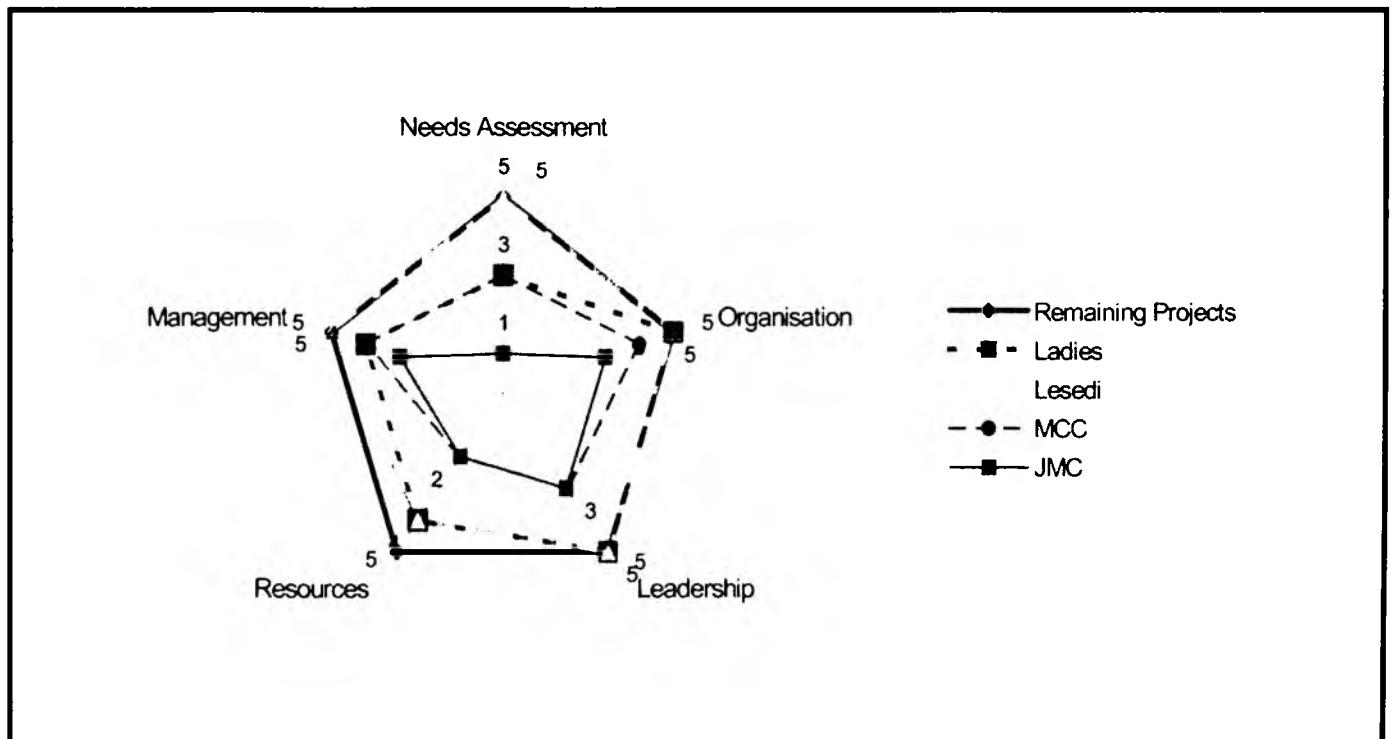 Needs Assessment
5 5
3
1
Management 5
5
5 Organisation
5
2
3
5
Resources
5
5
Leadership
Remaining Projects
Ladies
Lesedi
MCC
JMC